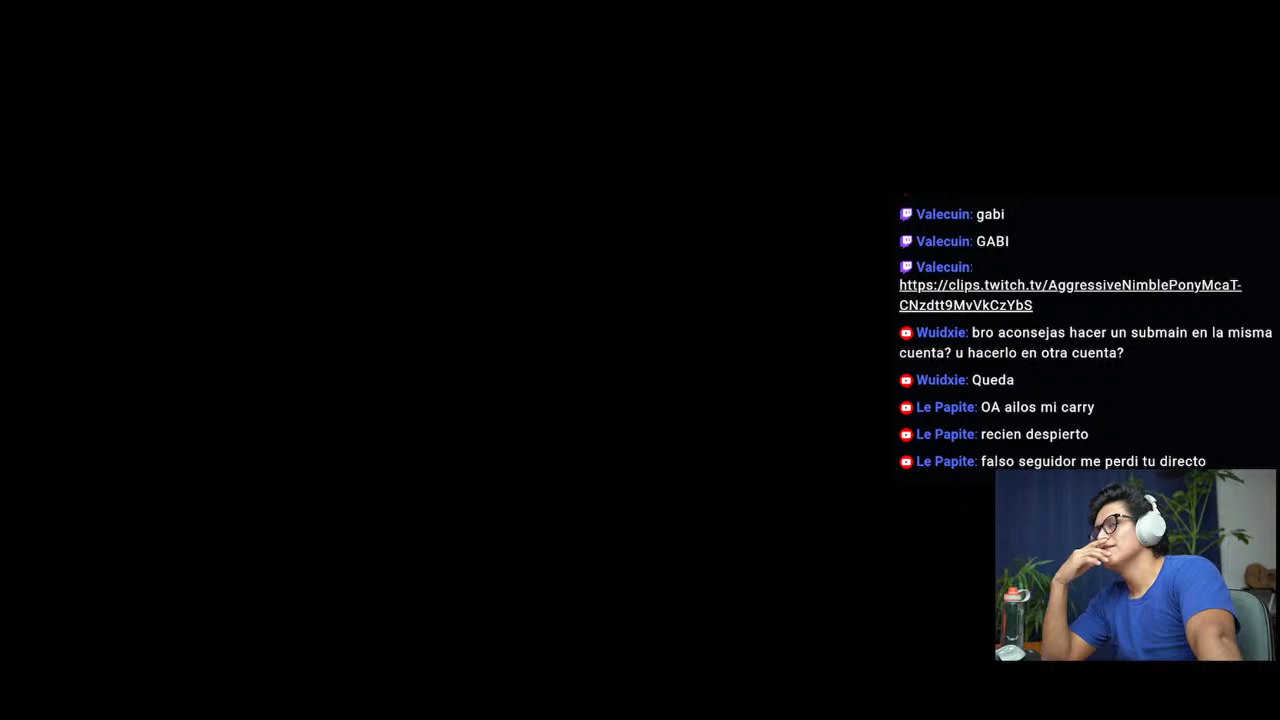 Valecuin: gabi
Valecuin: GABI
Valecuin:
https://clips.twitch.tv/AggressiveNimblePonyMcaT-
CNzdtt9MvVkCzYbS
Wuidxie: bro aconsejas hacer un submain en la misma
cuenta? u hacerlo en otra cuenta?
Wuidxie: Queda
Le Papite: OA ailos mi carry
Le Papite: recien despierto
Le Papite: falso seguidor me perdi tu directo